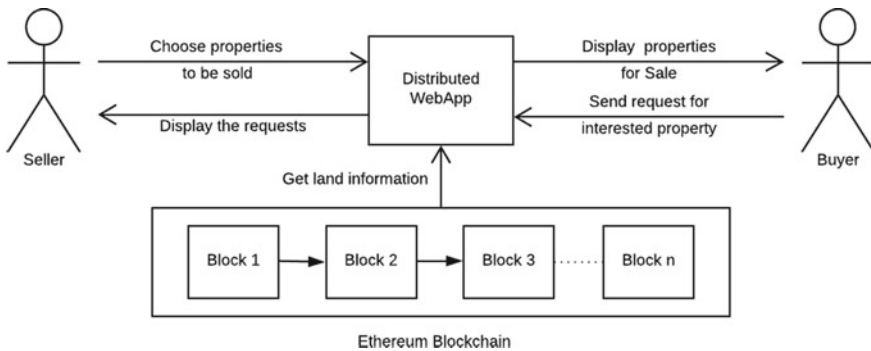 Choose properties
to be sold
Display the requests
Seller
Distributed
WebApp
Display properties
for Sale
Send request for
interested property
Buyer
Get land information
Block 1
Block 2
Block 3
Block n
Ethereum Blockchain